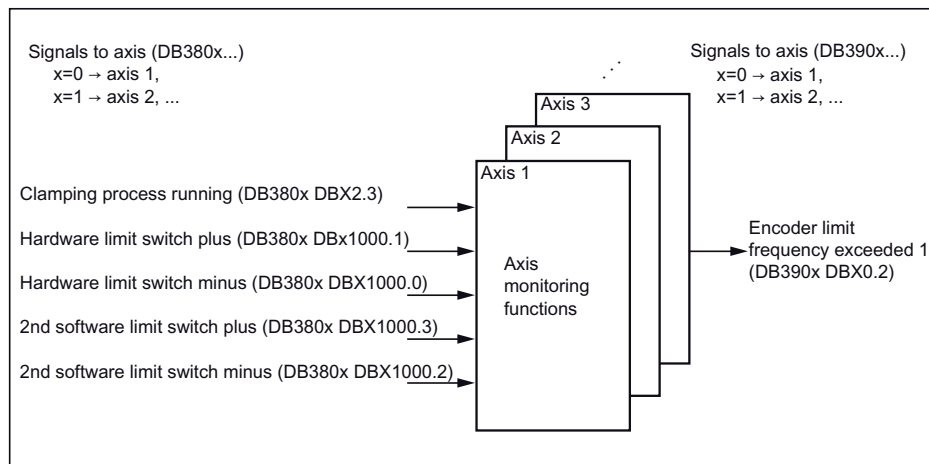 Signals to axis (DB380x...)
x=0 → axis 1,
x=1 → axis 2, ...
Signals to axis (DB390x...)
x=0 → axis 1,
x=1 → axis 2, ...
Axis 3
Axis 2
Axis 1
Clamping process running (DB380x DBX2.3)
Hardware limit switch plus (DB380x DBx1000.1)
Hardware limit switch minus (DB380x DBX1000.0)
2nd software limit switch plus (DB380x DBX1000.3)
2nd software limit switch minus (DB380x DBX1000.2)
Axis
monitoring
functions
Encoder limit
frequency exceeded 1
(DB390x DBX0.2)